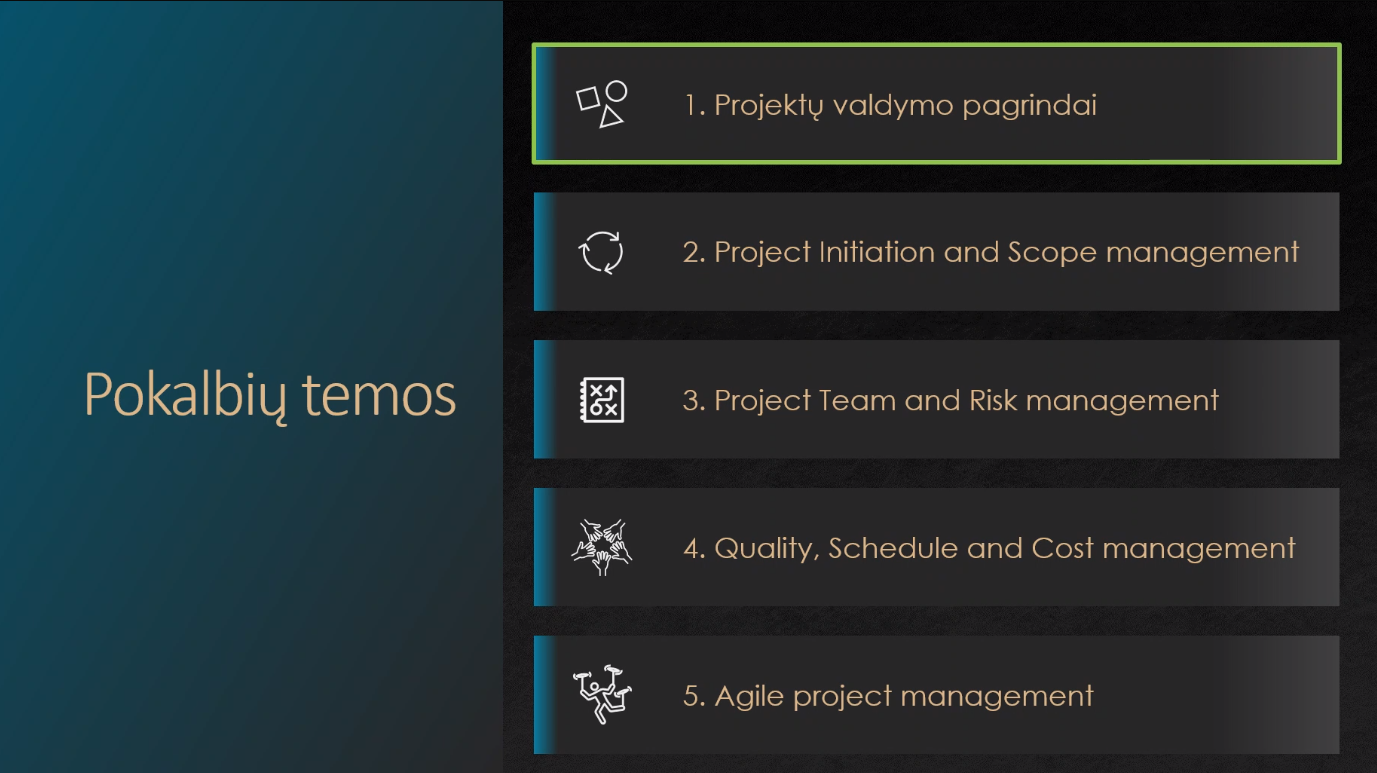 Pokalbių temos
1. Projektų valdymo pagrindai
2. Project Initiation and Scope management
3. Project Team and Risk management
4. Quality, Schedule and Cost management
5. Agile project management